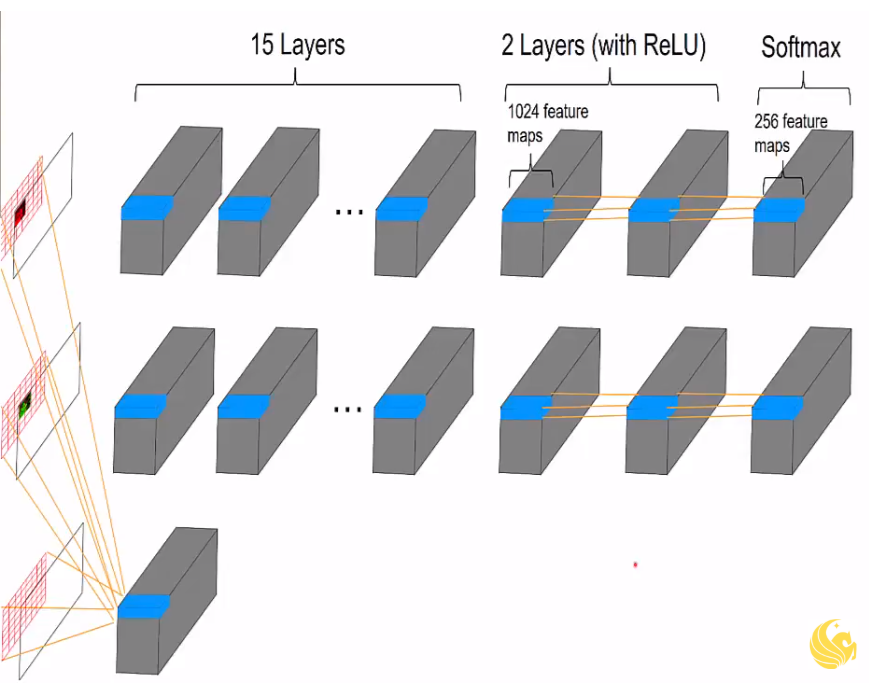 15 Layers
2 Layers (with ReLU)
Softmax
1024 feature
maps
256 feature
maps
...
...